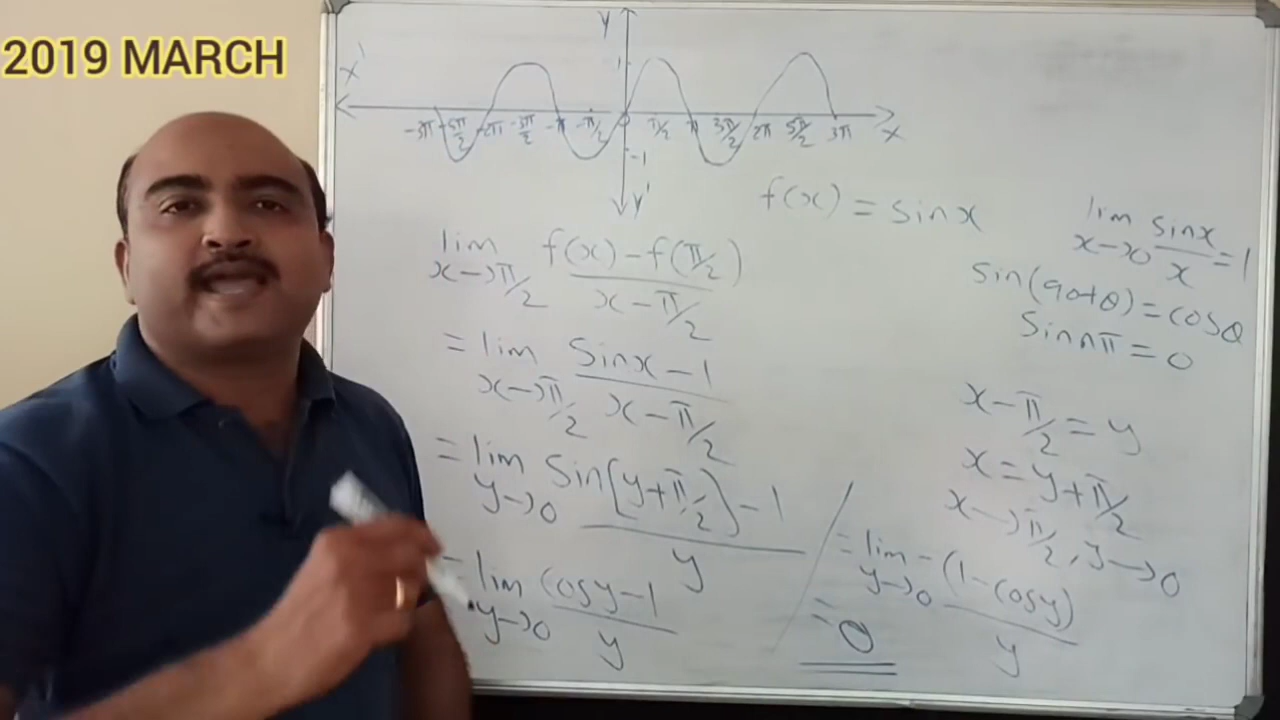 2019 MARCH
Y
X'
1
-3π -5π/2 -2π -3π/2 -π -π/2 0 π/2 π 3π/2 2π 5π/2 3π X
-1
Y'
f(x) = sinx
lim x→π/2 f(x) - f(π/2) / x - π/2
= lim x→π/2 Sinx - 1 / x - π/2
= lim y→0 Sin(y+π/2) - 1 / y
= lim y→0 Cosy - 1 / y
lim x→0 sinx / x = 1
Sin(90+θ) = cosθ
Sin nπ = 0
x - π/2 = y
x = y + π/2
x→π/2, y→0
= lim y→0 -(1 - cosy) / y
= 0